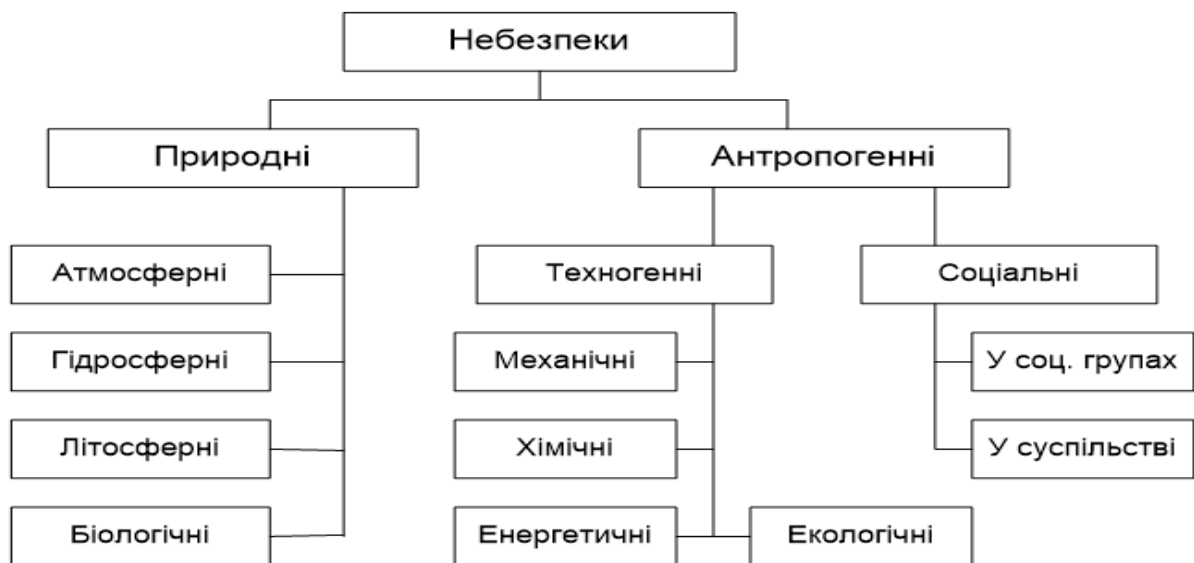 Небезпеки
Природні
Антропогенні
Атмосферні
Техногенні
Соціальні
Гідросферні
Механічні
У соц. групах
Літосферні
Хімічні
У суспільстві
Біологічні
Енергетичні
Екологічні